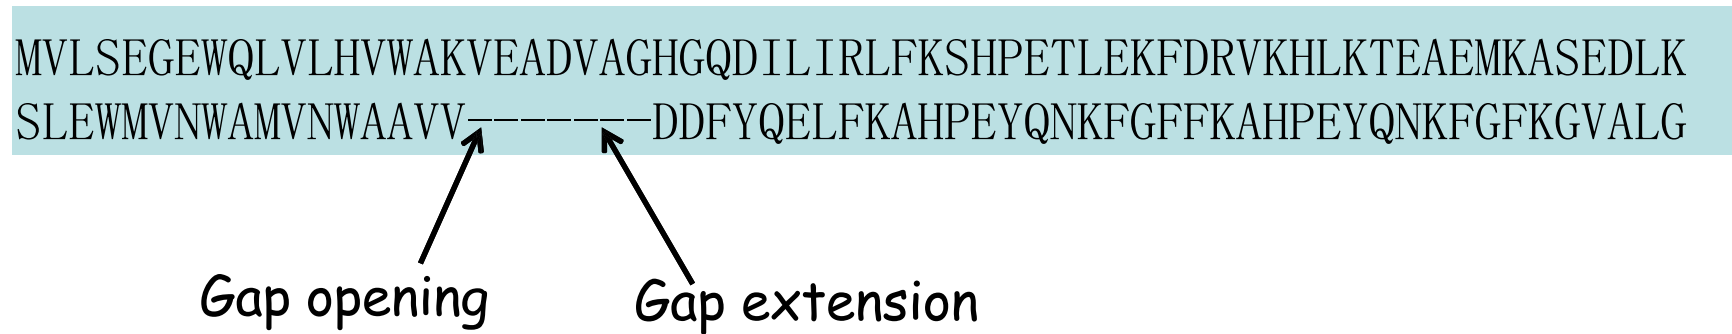 MVLSEGEWQLVLHVWAKVEADVAGHGQDILIRLFKSHPETLEKFDRVKHLKTEAEMKASEDLK
SLEWMVNWAMVNWAAVV-------DDFYQELFKAHPEYQNKFGFFKAHPEYQNKFGFKGVALG
Gap opening
Gap extension